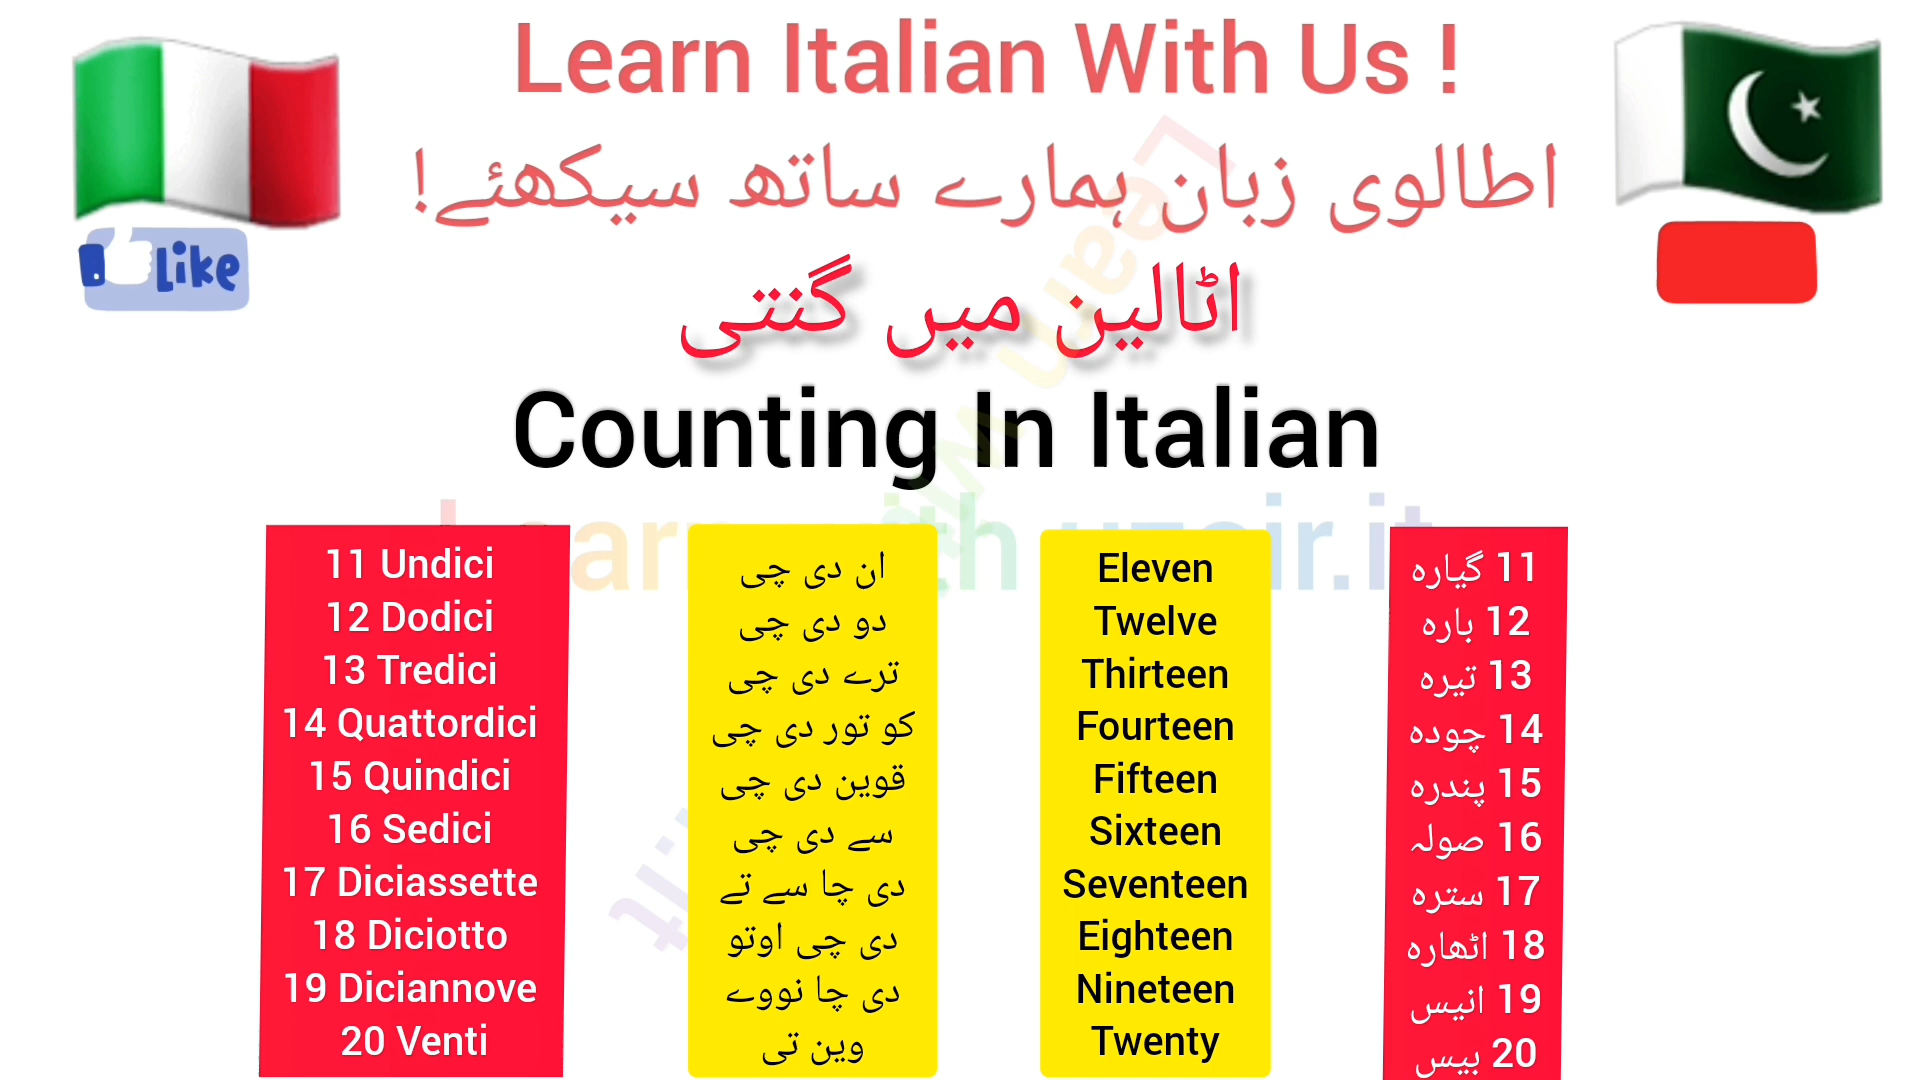 Learn Italian With Us !
اطالوی زبان ہمارے ساتھ سیکھئے!
Like
اٹالین میں گنتی
Counting In Italian
Learn with uzair.it
11 Undici
12 Dodici
13 Tredici
14 Quattordici
15 Quindici
16 Sedici
17 Diciassette
18 Diciotto
19 Diciannove
20 Venti
ان دی چی
دو دی چی
ترے دی چی
کو تور دی چی
قوین دی چی
سے دی چی
دی چا سے تے
دی چی اوتو
دی چا نووے
وین تی
Eleven
Twelve
Thirteen
Fourteen
Fifteen
Sixteen
Seventeen
Eighteen
Nineteen
Twenty
11 گیارہ
12 بارہ
13 تیرہ
14 چودہ
15 پندرہ
16 صولہ
17 سترہ
18 اٹھارہ
19 انیس
20 بیس